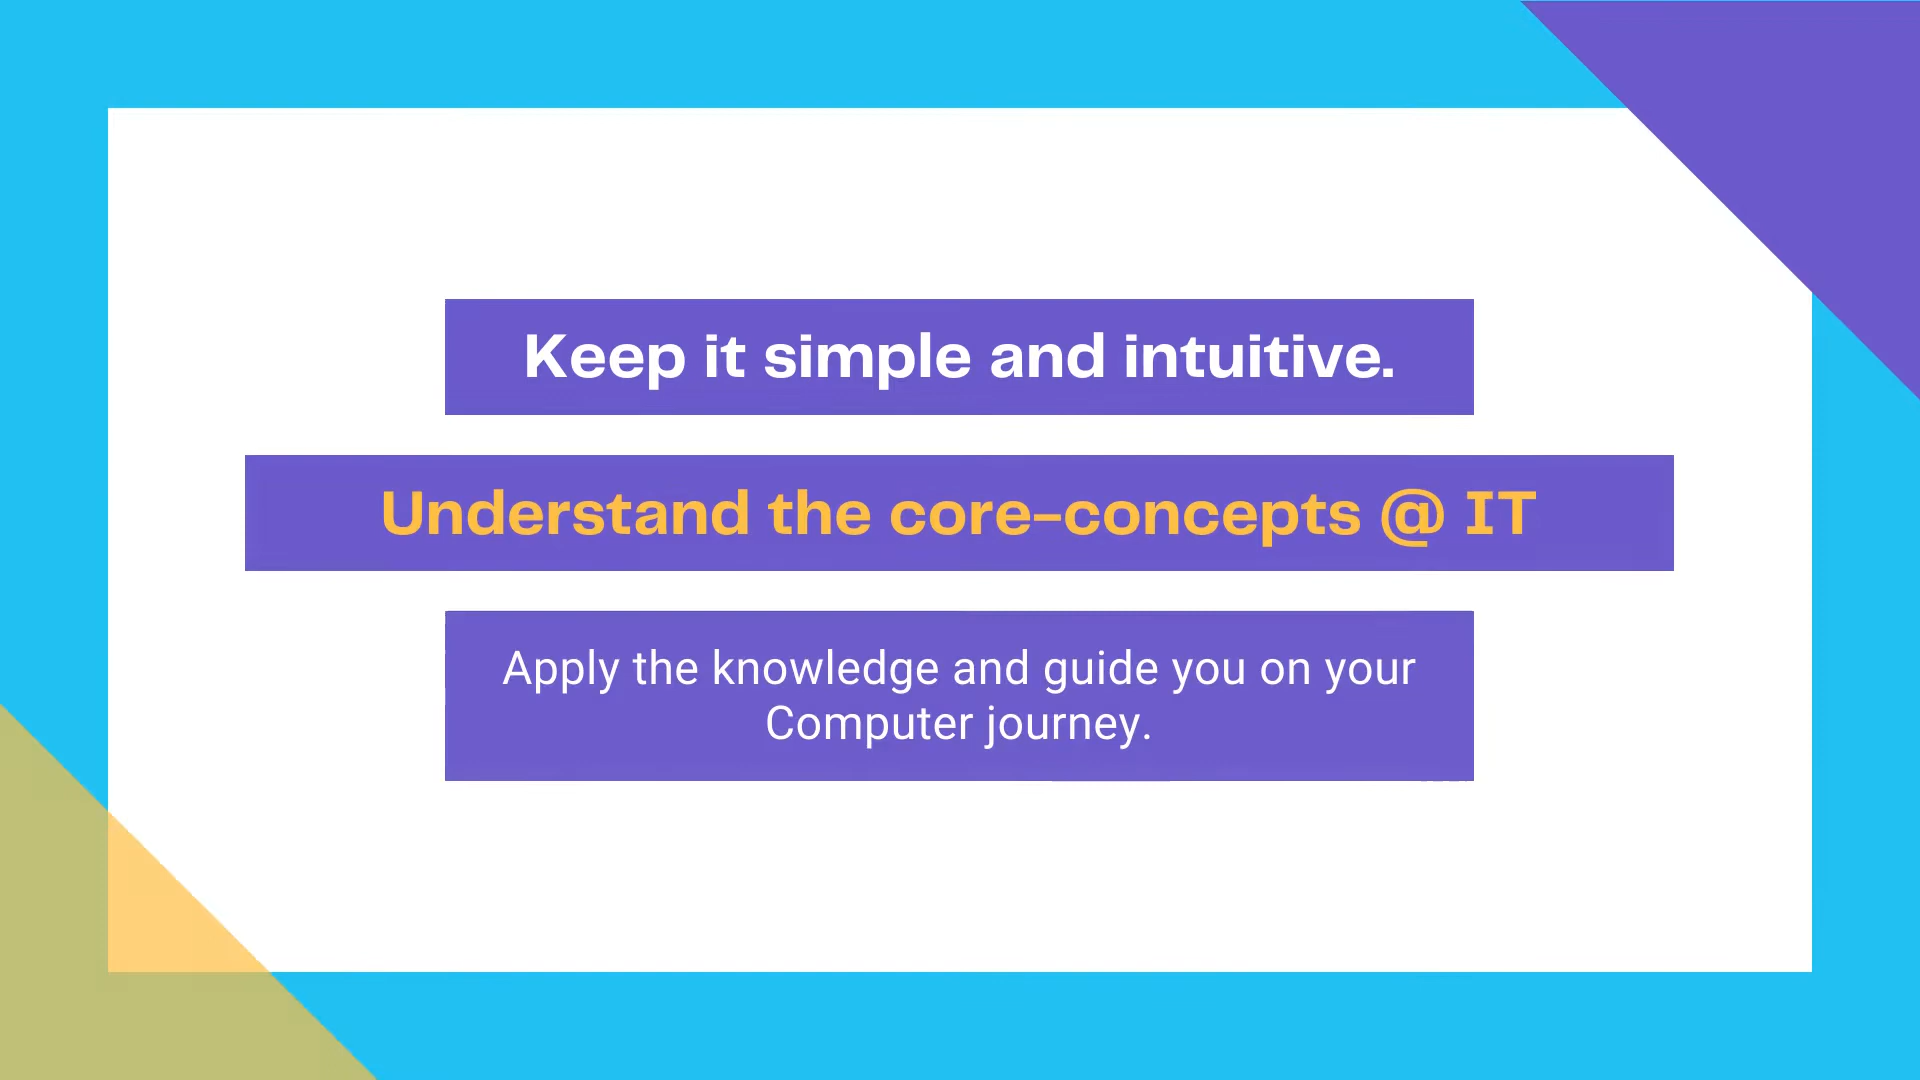 Keep it simple and intuitive.
Understand the core-concepts @ IT
Apply the knowledge and guide you on your
Computer journey.